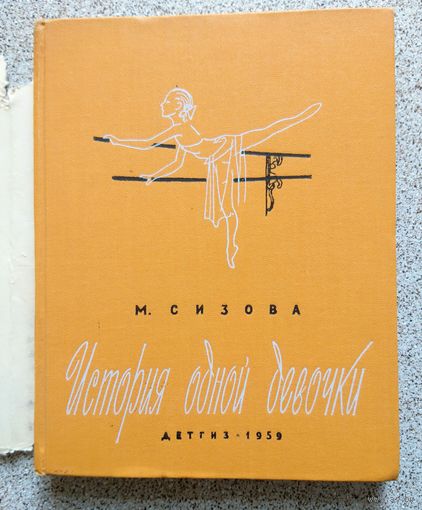 М. СИЗОВА
История одной девочки
ДЕТГИЗ • 1959